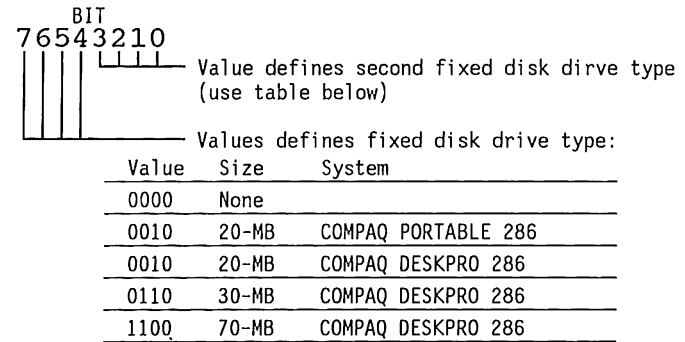 BIT
76543210
Value defines second fixed disk dirve type
(use table below)
Values defines fixed disk drive type:
Value Size System
0000 None
0010 20-MB COMPAQ PORTABLE 286
0010 20-MB COMPAQ DESKPRO 286
0110 30-MB COMPAQ DESKPRO 286
1100 70-MB COMPAQ DESKPRO 286